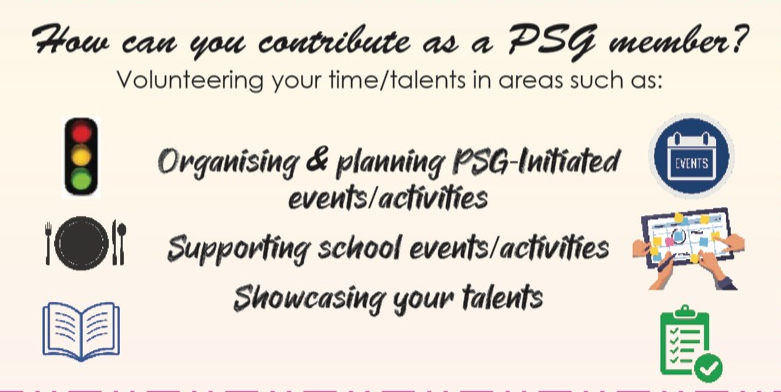 How can you contribute as a PSG member?
Volunteering your time/talents in areas such as:
Organising & planning PSG-Initiated
events/activities
EVENTS
Supporting school events/activities
Showcasing your talents